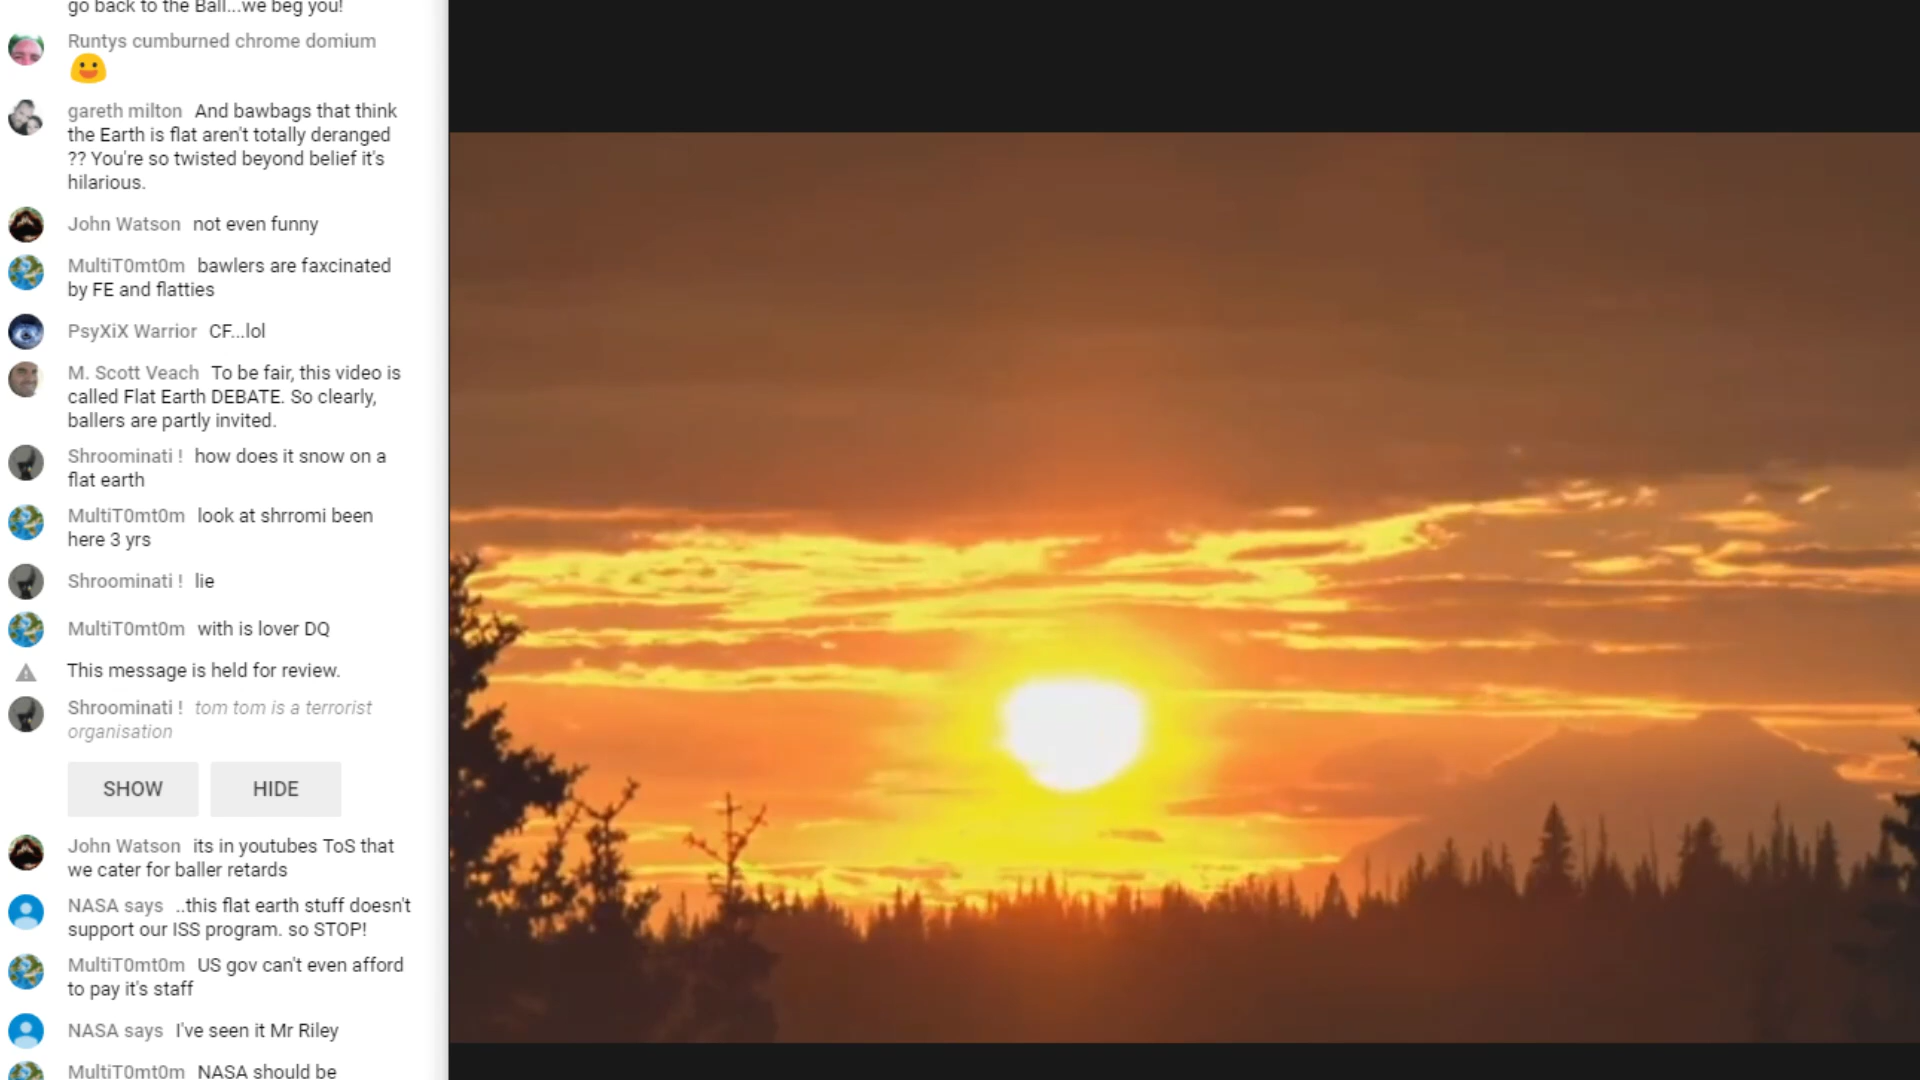 go back to the Ball...we beg you!
Runtys cumburned chrome domium
gareth milton And bawbags that think
the Earth is flat aren't totally deranged
?? You're so twisted beyond belief it's
hilarious.
John Watson not even funny
MultiT0mt0m bawlers are faxcinated
by FE and flatties
PsyXiX Warrior CF...lol
M. Scott Veach To be fair, this video is
called Flat Earth DEBATE. So clearly,
ballers are partly invited.
Shroominati ! how does it snow on a
flat earth
MultiT0mt0m look at shrromi been
here 3 yrs
Shroominati ! lie
MultiT0mt0m with is lover DQ
This message is held for review.
Shroominati ! tom tom is a terrorist
organisation
SHOW HIDE
John Watson its in youtubes ToS that
we cater for baller retards
NASA says ..this flat earth stuff doesn't
support our ISS program. so STOP!
MultiT0mt0m US gov can't even afford
to pay it's staff
NASA says I've seen it Mr Riley
MultiT0mt0m NASA should be